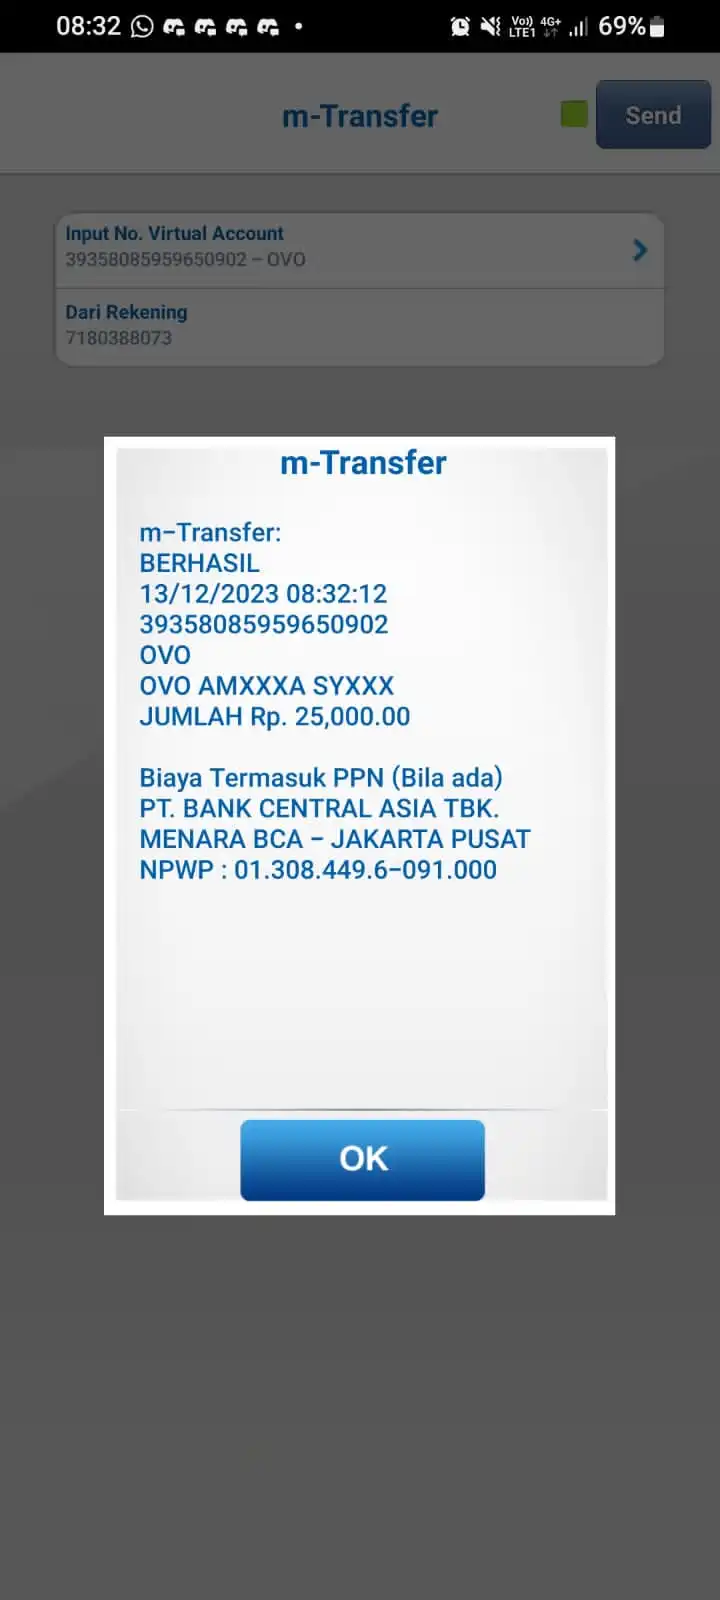 08:32
Vo)) 4G+
LTE1
69%
m-Transfer
Send
Input No. Virtual Account
39358085959650902 – OVO
Dari Rekening
7180388073
m-Transfer
m–Transfer:
BERHASIL
13/12/2023 08:32:12
39358085959650902
OVO
OVO AMXXXA SYXXX
JUMLAH Rp. 25,000.00
Biaya Termasuk PPN (Bila ada)
PT. BANK CENTRAL ASIA TBK.
MENARA BCA – JAKARTA PUSAT
NPWP : 01.308.449.6–091.000
OK